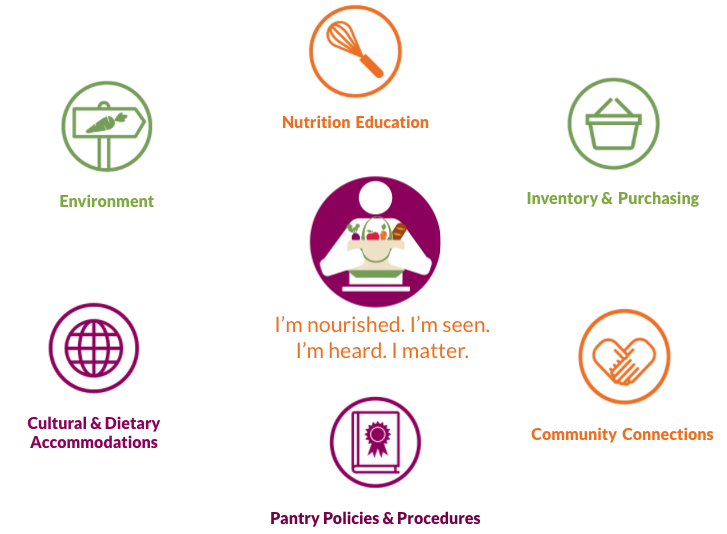 Nutrition Education
Environment
Inventory & Purchasing
I'm nourished. I'm seen.
I'm heard. I matter.
Cultural & Dietary
Accommodations
Community Connections
Pantry Policies & Procedures